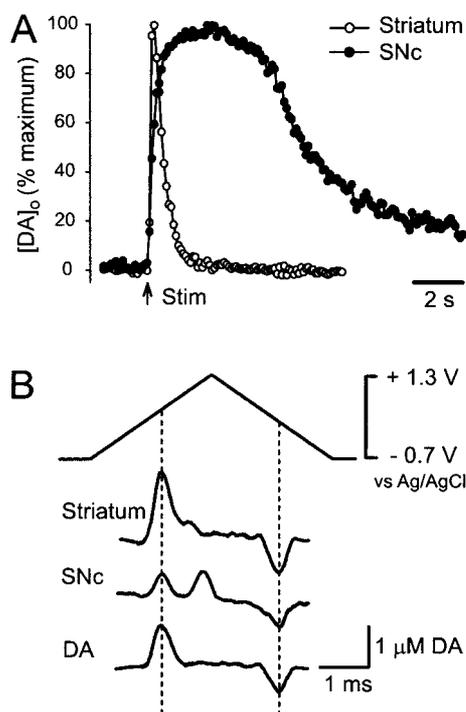 A
[DA]o (% maximum)
100
80
60
40
20
0
Striatum
SNc
Stim
2 s
B
+ 1.3 V
- 0.7 V
vs Ag/AgCl
Striatum
SNc
DA
1 μM DA
1 ms